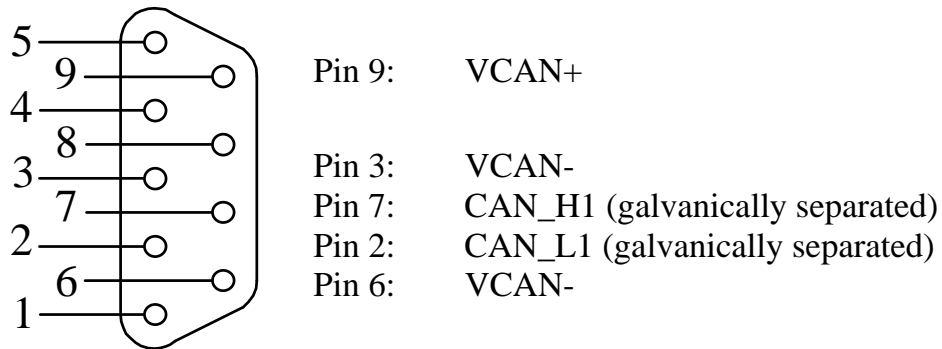 5
9
4
8
3
7
2
6
1
Pin 9: VCAN+
Pin 3: VCAN-
Pin 7: CAN_H1 (galvanically separated)
Pin 2: CAN_L1 (galvanically separated)
Pin 6: VCAN-